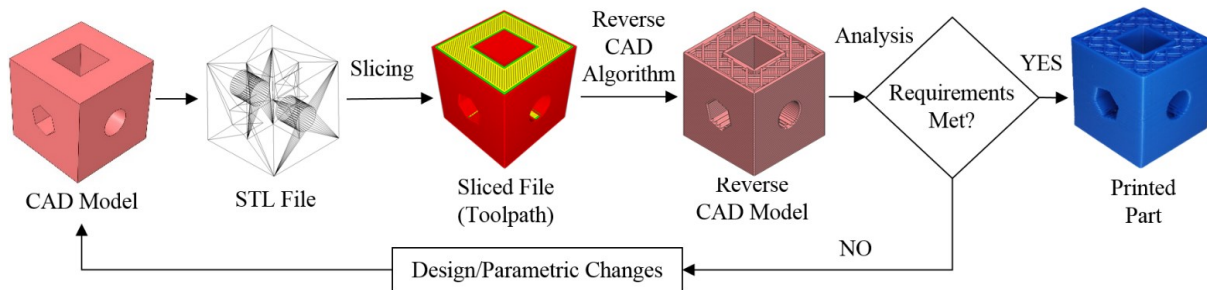 CAD Model
STL File
Slicing
Sliced File
(Toolpath)
Reverse
CAD
Algorithm
Reverse
CAD Model
Analysis
Requirements
Met?
YES
Printed
Part
NO
Design/Parametric Changes